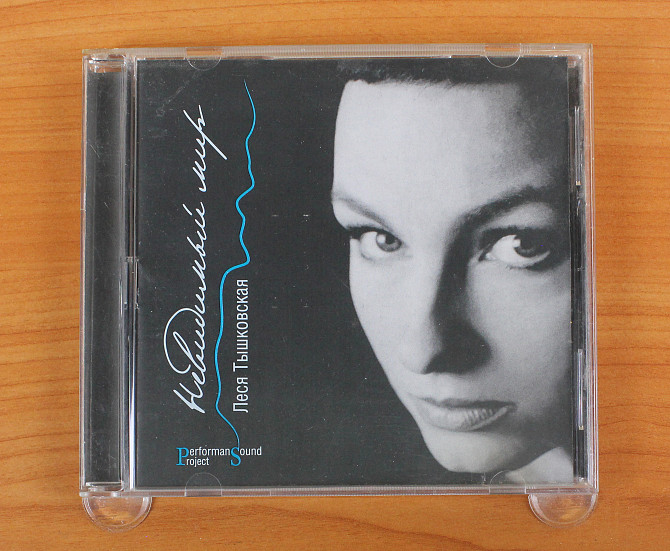 Невидимый мир
Леся Тышковская
PerformanSound
Project